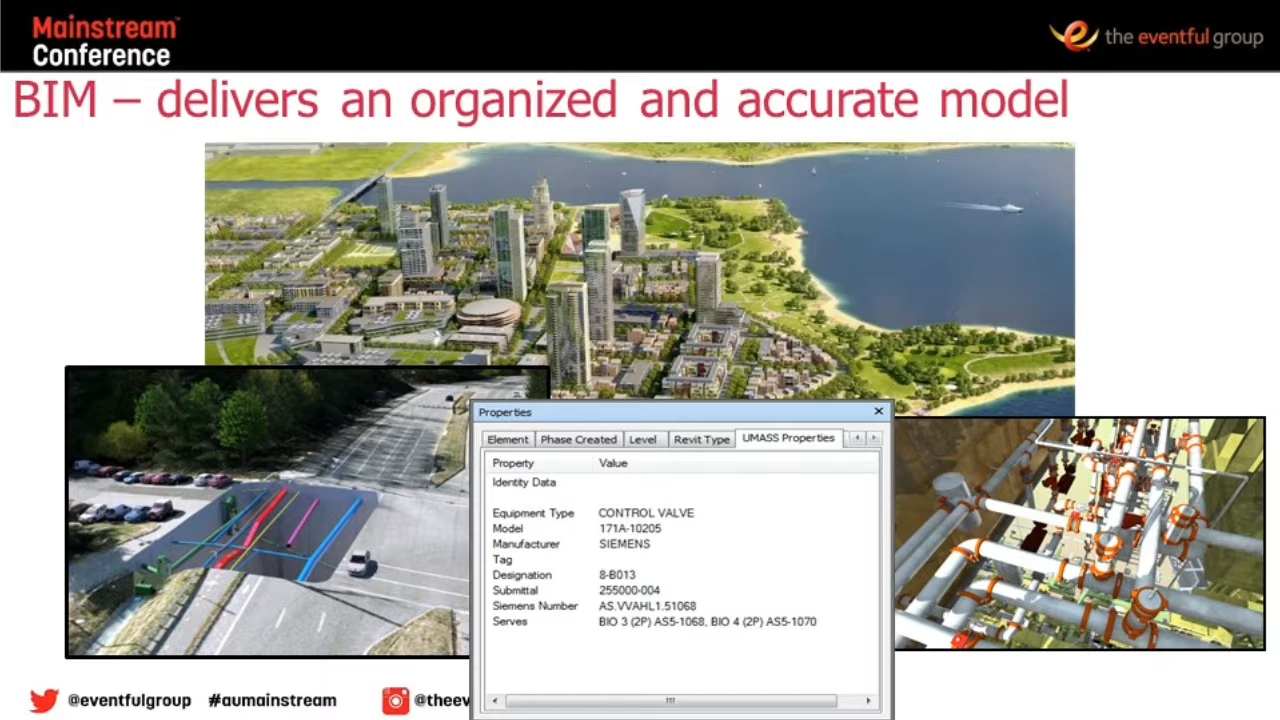 Mainstream™
Conference
the eventful group
BIM – delivers an organized and accurate model
Properties
Element Phase Created Level Revit Type UMASS Properties
Property Value
Identity Data
Equipment Type CONTROL VALVE
Model 171A-10205
Manufacturer SIEMENS
Tag
Designation 8-B013
Submittal 255000-004
Siemens Number AS.VVAHL1.51068
Serves BIO 3 (2P) AS5-1068, BIO 4 (2P) AS5-1070
@eventfulgroup #aumainstream @theev